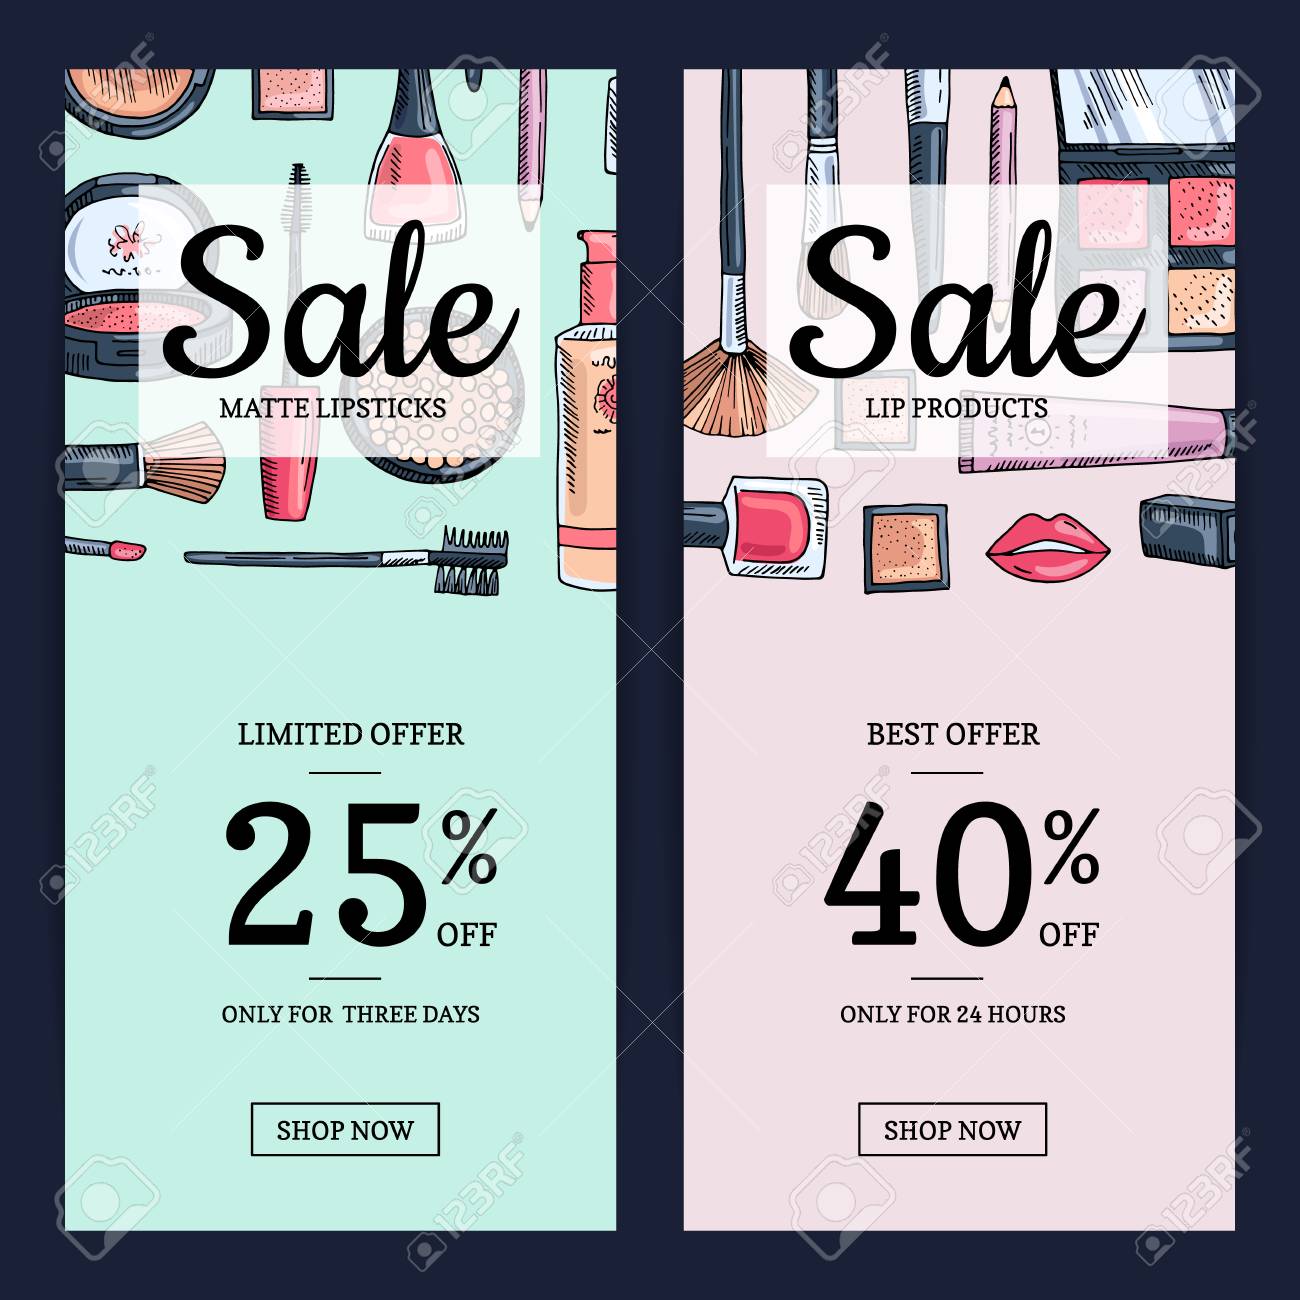 Sale
MATTE LIPSTICKS
LIMITED OFFER
25%
OFF
ONLY FOR THREE DAYS
SHOP NOW
Sale
LIP PRODUCTS
BEST OFFER
40%
OFF
ONLY FOR 24 HOURS
SHOP NOW
123RF